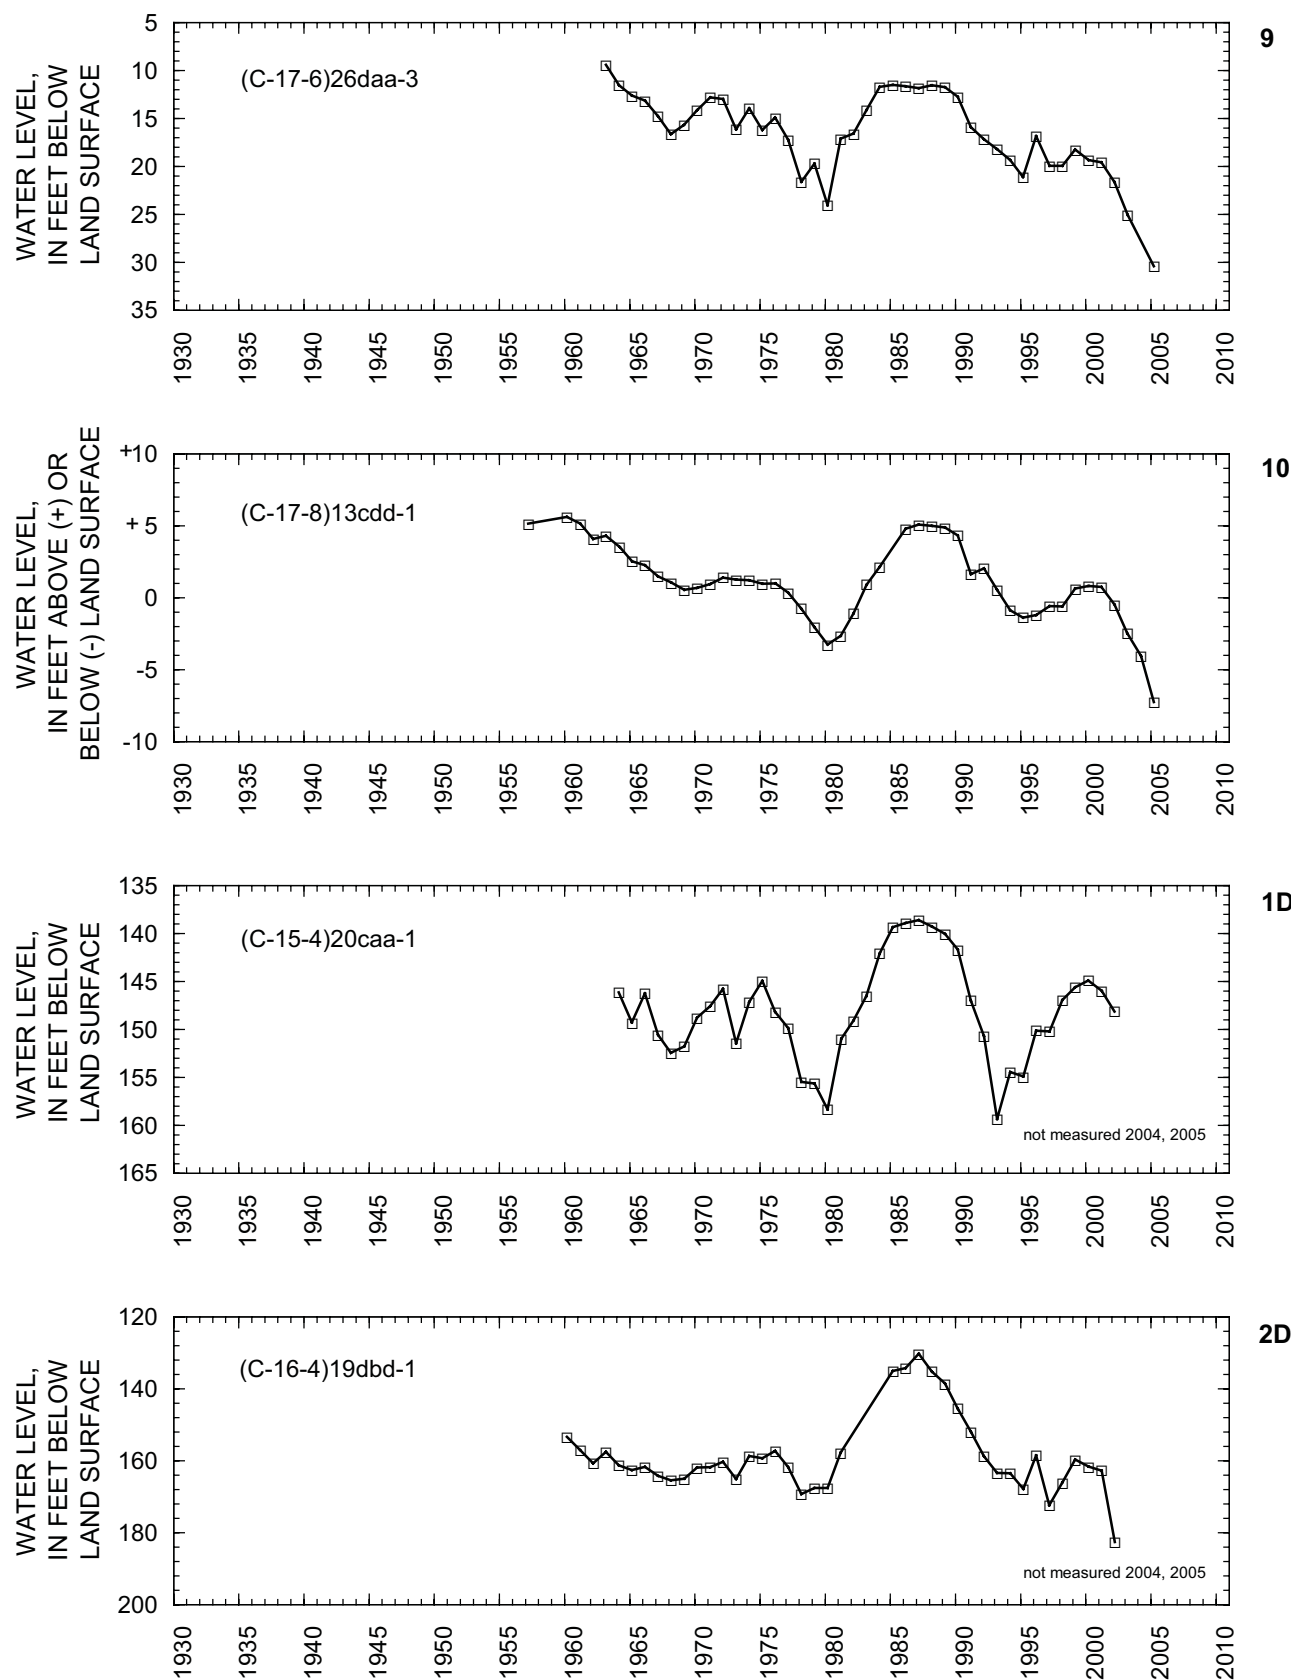 9
WATER LEVEL,
IN FEET BELOW
LAND SURFACE
(C-17-6)26daa-3
5
10
15
20
25
30
35
1930 1935 1940 1945 1950 1955 1960 1965 1970 1975 1980 1985 1990 1995 2000 2005 2010
10
WATER LEVEL,
IN FEET ABOVE (+) OR
BELOW (-) LAND SURFACE
(C-17-8)13cdd-1
+10
+ 5
0
-5
-10
1930 1935 1940 1945 1950 1955 1960 1965 1970 1975 1980 1985 1990 1995 2000 2005 2010
1D
WATER LEVEL,
IN FEET BELOW
LAND SURFACE
(C-15-4)20caa-1
135
140
145
150
155
160
165
not measured 2004, 2005
1930 1935 1940 1945 1950 1955 1960 1965 1970 1975 1980 1985 1990 1995 2000 2005 2010
2D
WATER LEVEL,
IN FEET BELOW
LAND SURFACE
(C-16-4)19dbd-1
120
140
160
180
200
not measured 2004, 2005
1930 1935 1940 1945 1950 1955 1960 1965 1970 1975 1980 1985 1990 1995 2000 2005 2010